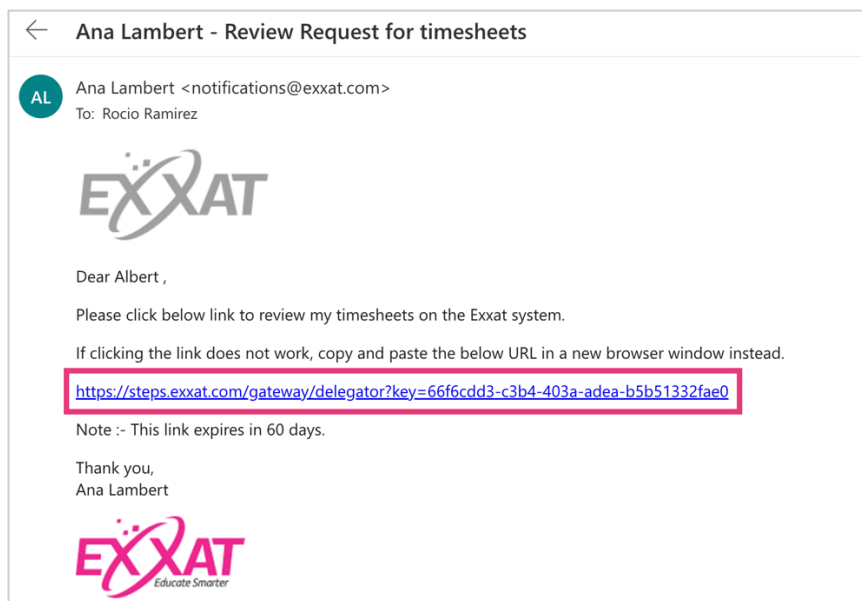 Ana Lambert - Review Request for timesheets
AL
Ana Lambert <notifications@exxat.com>
To: Rocio Ramirez
EXXAT
Dear Albert ,
Please click below link to review my timesheets on the Exxat system.
If clicking the link does not work, copy and paste the below URL in a new browser window instead.
https://steps.exxat.com/gateway/delegator?key=66f6cdd3-c3b4-403a-adea-b5b51332fae0
Note :- This link expires in 60 days.
Thank you,
Ana Lambert
EXXAT
Educate Smarter